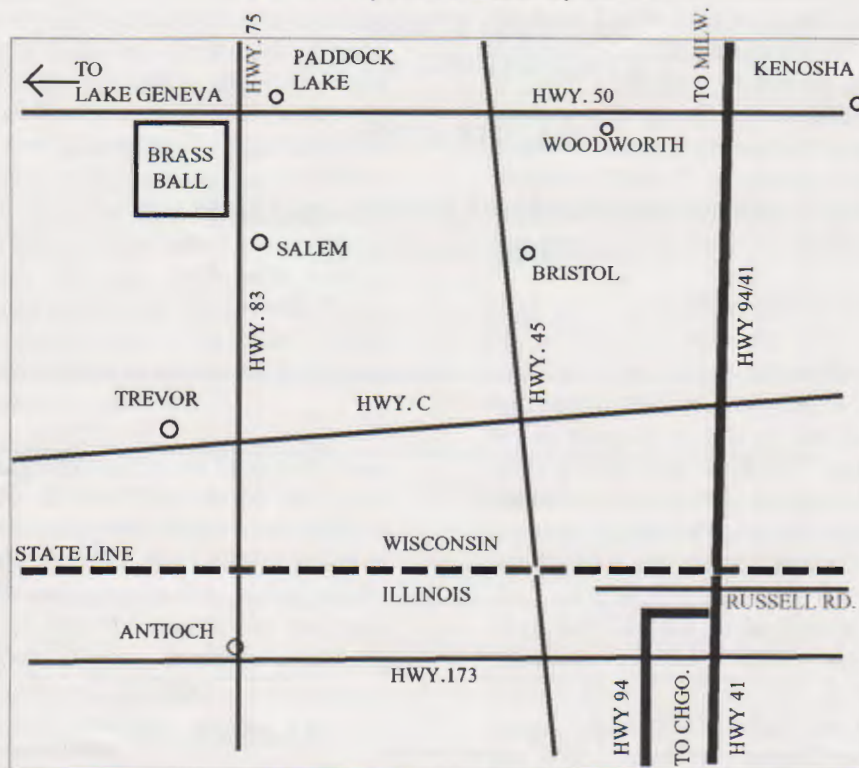 HWY. 75
TO MILW.
TO
LAKE GENEVA
PADDOCK
LAKE
KENOSHA
HWY. 50
WOODWORTH
BRASS
BALL
SALEM
BRISTOL
HWY. 83
HWY. 45
HWY 94/41
TREVOR
HWY. C
STATE LINE
WISCONSIN
ILLINOIS
RUSSELL RD.
ANTIOCH
HWY.173
HWY 94
TO CHGO.
HWY 41